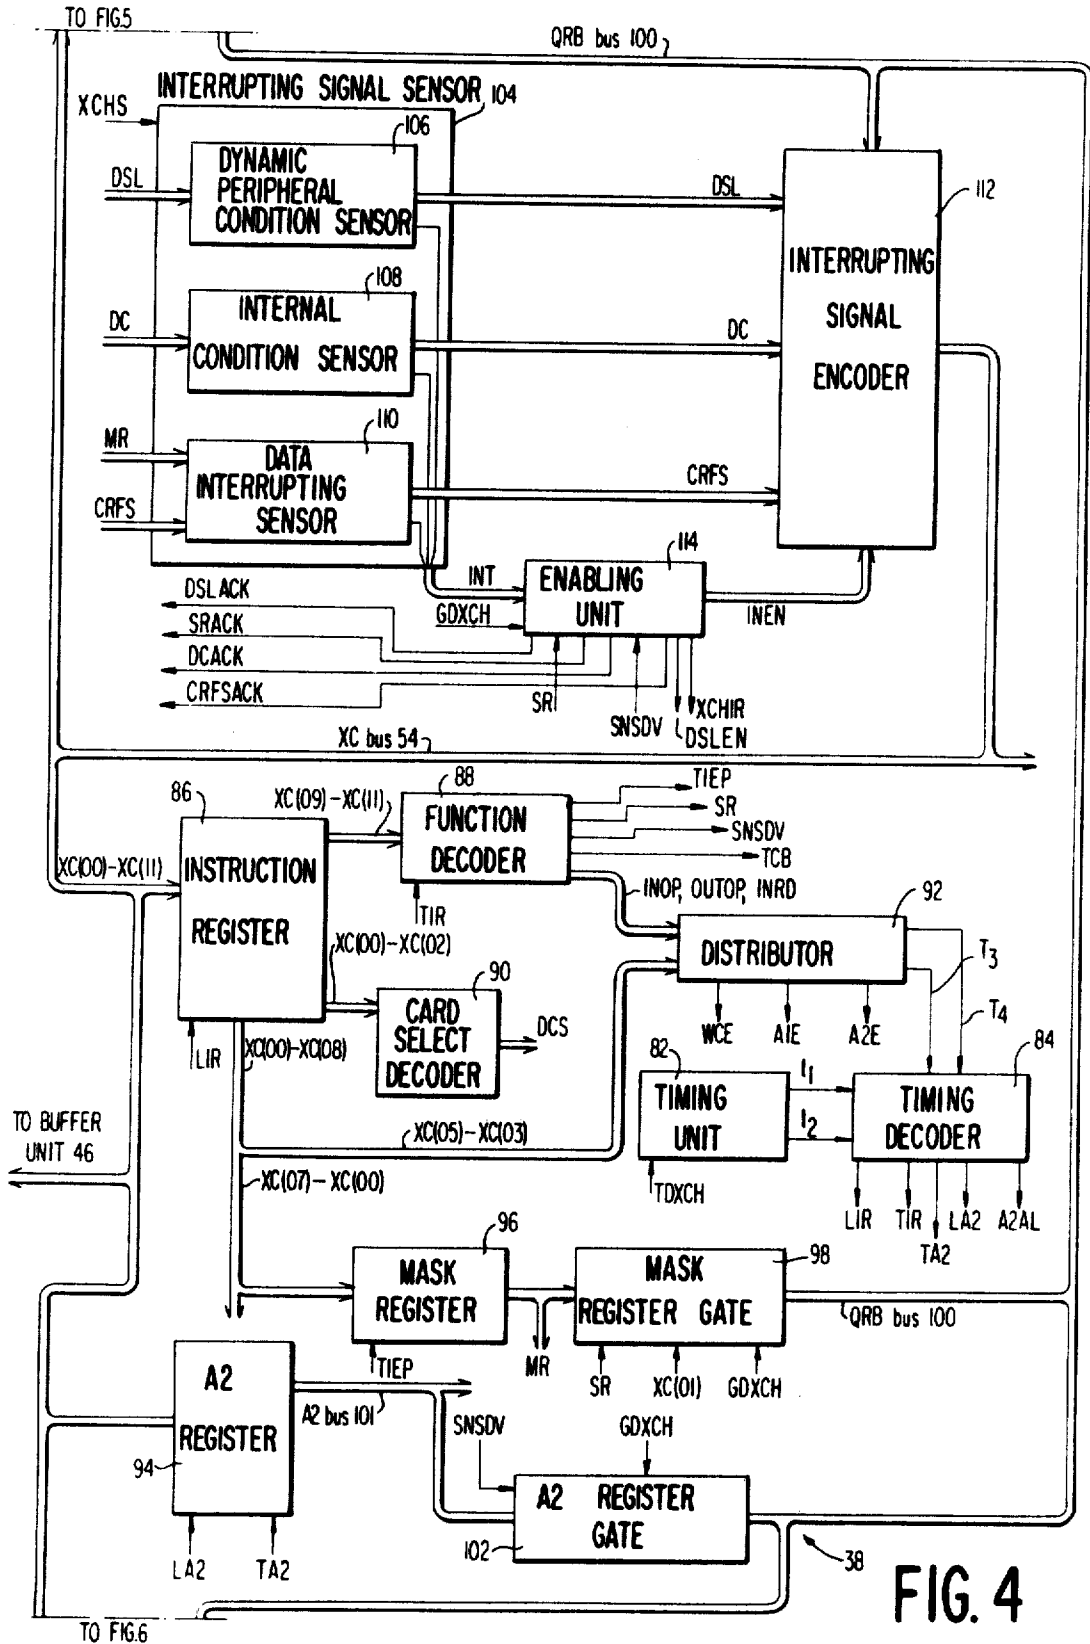 TO FIG.5
QRB bus 100
INTERRUPTING SIGNAL SENSOR
104
XCHS
106
DYNAMIC
PERIPHERAL
CONDITION SENSOR
DSL
DSL
112
INTERRUPTING
SIGNAL
ENCODER
108
INTERNAL
CONDITION SENSOR
DC
DC
110
MR
DATA
INTERRUPTING
SENSOR
CRFS
CRFS
114
ENABLING
UNIT
INT
GDXCH
INEN
DSLACK
SRACK
DCACK
CRFSACK
SR
SNSDV
XCHIR
DSLEN
XC bus 54
86
XC(09)-XC(11)
88
FUNCTION
DECODER
TIEP
SR
SNSDV
TCB
XC(00)-XC(11)
INSTRUCTION
REGISTER
TIR
INOP, OUTOP, INRD
92
DISTRIBUTOR
XC(00)-XC(02)
90
CARD
SELECT
DECODER
DCS
T3
T4
WCE
A1E
A2E
LIR
XC(00)-XC(08)
82
TIMING
UNIT
I1
I2
84
TIMING
DECODER
TO BUFFER
UNIT 46
XC(05)-XC(03)
XC(07)-XC(00)
TDXCH
LIR
TIR
TA2
LA2
A2AL
96
MASK
REGISTER
98
MASK
REGISTER GATE
QRB bus 100
TIEP
MR
SR
XC(01)
GDXCH
A2
REGISTER
94
A2 bus 101
SNSDV
GDXCH
A2 REGISTER
GATE
102
LA2
TA2
38
FIG. 4
TO FIG.6